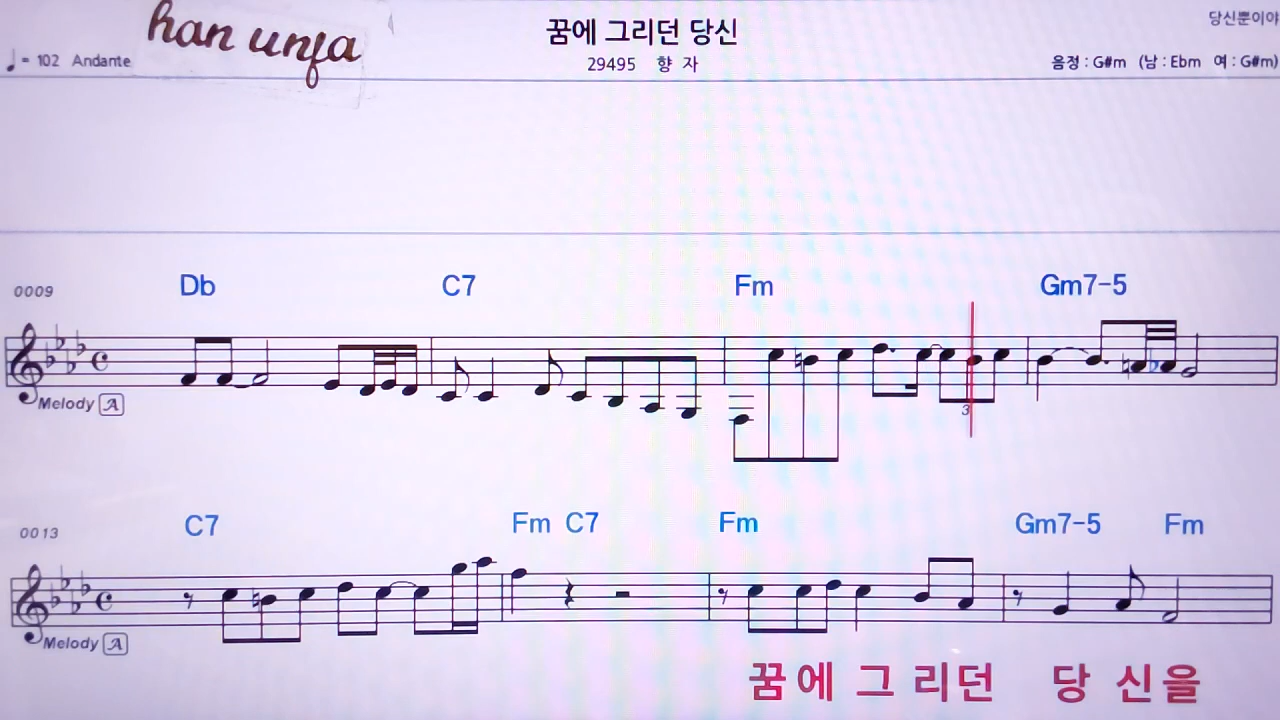 han unja
꿈에 그리던 당신
당신뿐이야
♩= 102 Andante
29495 향 자
음정 : G#m (남 : Ebm 여 : G#m)
Db C7 Fm Gm7-5
0009
Melody A
3
C7 Fm C7 Fm Gm7-5 Fm
0013
Melody A
꿈에 그 리던 당 신을